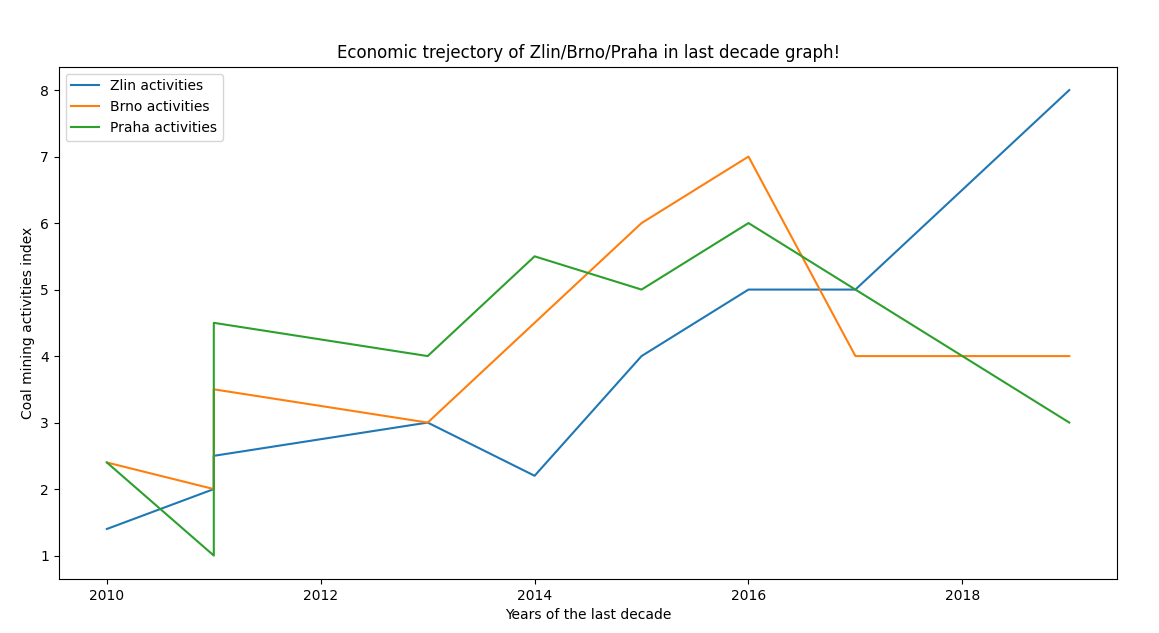 Economic trejectory of Zlin/Brno/Praha in last decade graph!
Zlin activities
Brno activities
Praha activities
8
7
6
5
4
3
2
1
Coal mining activities index
2010 2012 2014 2016 2018
Years of the last decade